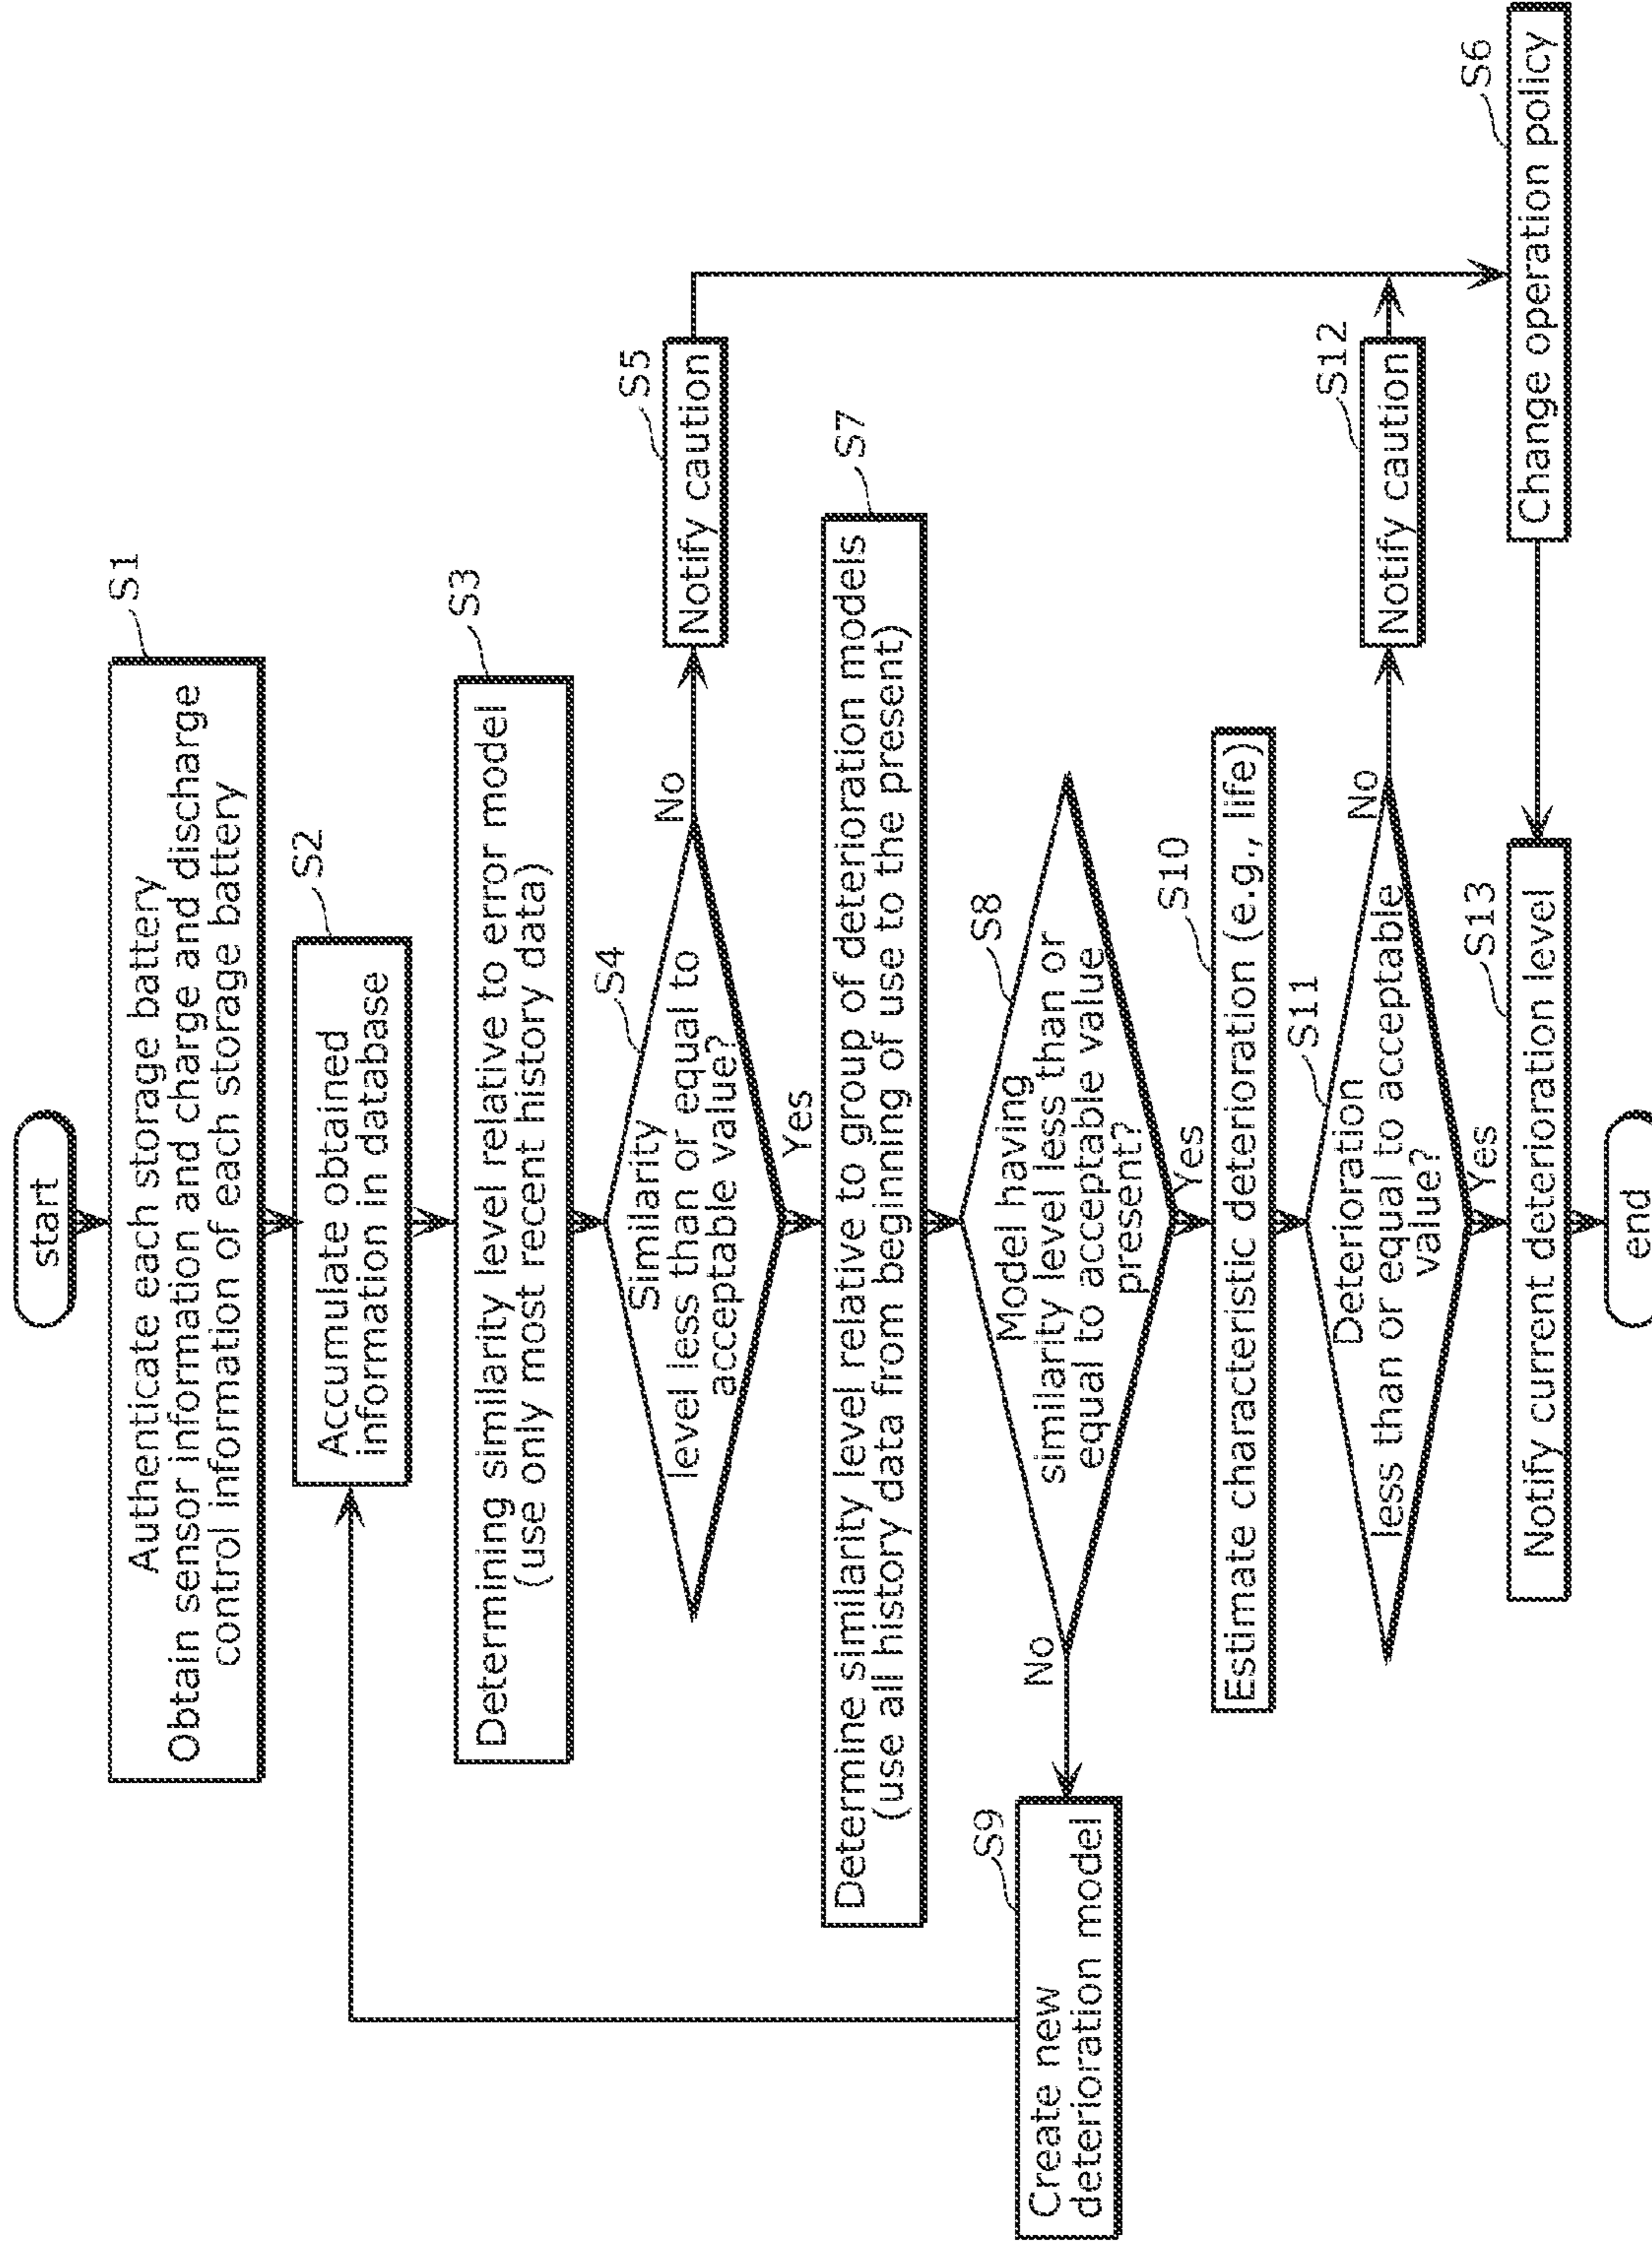 start
S1
Authenticate each storage battery
Obtain sensor information and charge and discharge
control information of each storage battery
S2
Accumulate obtained
information in database
S3
Determining similarity level relative to error model
(use only most recent history data)
S4
Similarity
level less than or equal to
acceptable value?
No
S5
Notify caution
Yes
S7
Determine similarity level relative to group of deterioration models
(use all history data from beginning of use to the present)
S8
Model having
similarity level less than or
equal to acceptable value
present?
No
S9
Create new
deterioration model
Yes
S10
Estimate characteristic deterioration (e.g., life)
S11
Deterioration
less than or equal to acceptable
value?
No
S12
Notify caution
Yes
S6
Change operation policy
S13
Notify current deterioration level
end